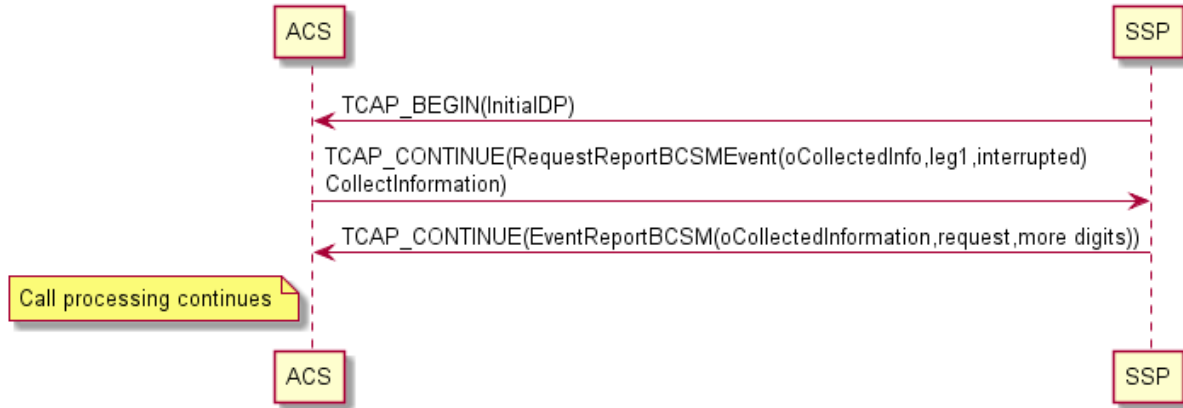 ACS SSP
TCAP_BEGIN(InitialDP)
TCAP_CONTINUE(RequestReportBCSMEvent(oCollectedInfo,leg1,interrupted)
CollectInformation)
TCAP_CONTINUE(EventReportBCSM(oCollectedInformation,request,more digits))
Call processing continues
ACS SSP